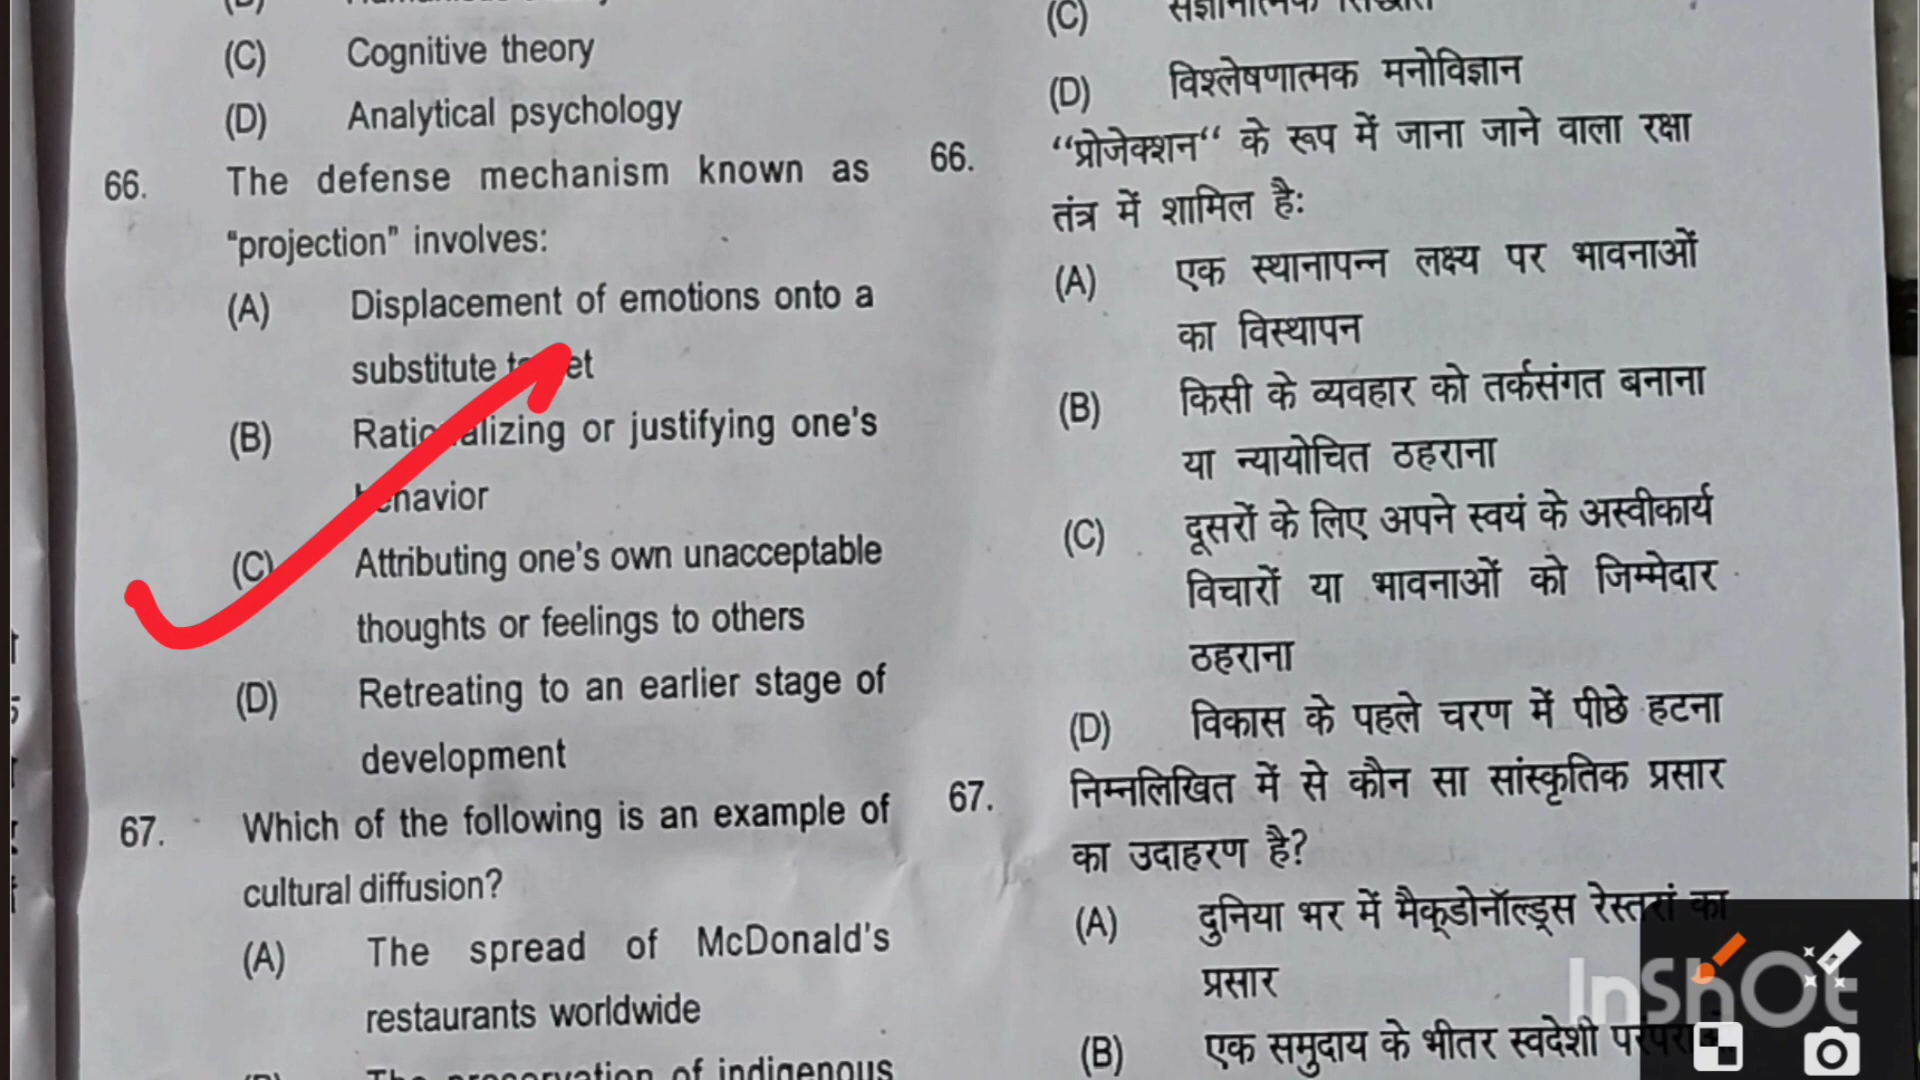 (C) Cognitive theory
(D) Analytical psychology
66. The defense mechanism known as
"projection" involves:
(A) Displacement of emotions onto a
substitute
(B) Rationalizing or justifying one's
behavior
(C) Attributing one's own unacceptable
thoughts or feelings to others
(D) Retreating to an earlier stage of
development
67. Which of the following is an example of
cultural diffusion?
(A) The spread of McDonald's
restaurants worldwide
of indigenous
(C)
(D) विश्लेषणात्मक मनोविज्ञान
66. “प्रोजेक्शन“ के रूप में जाना जाने वाला रक्षा
तंत्र में शामिल है:
(A) एक स्थानापन्न लक्ष्य पर भावनाओं
का विस्थापन
(B) किसी के व्यवहार को तर्कसंगत बनाना
या न्यायोचित ठहराना
(C) दूसरों के लिए अपने स्वयं के अस्वीकार्य
विचारों या भावनाओं को जिम्मेदार
ठहराना
(D) विकास के पहले चरण में पीछे हटना
67. निम्नलिखित में से कौन सा सांस्कृतिक प्रसार
का उदाहरण है?
(A) दुनिया भर में मैक्डोनॉल्ड्स रेस्तरां का
प्रसार
(B) एक समुदाय के भीतर स्वदेशी
InShOt